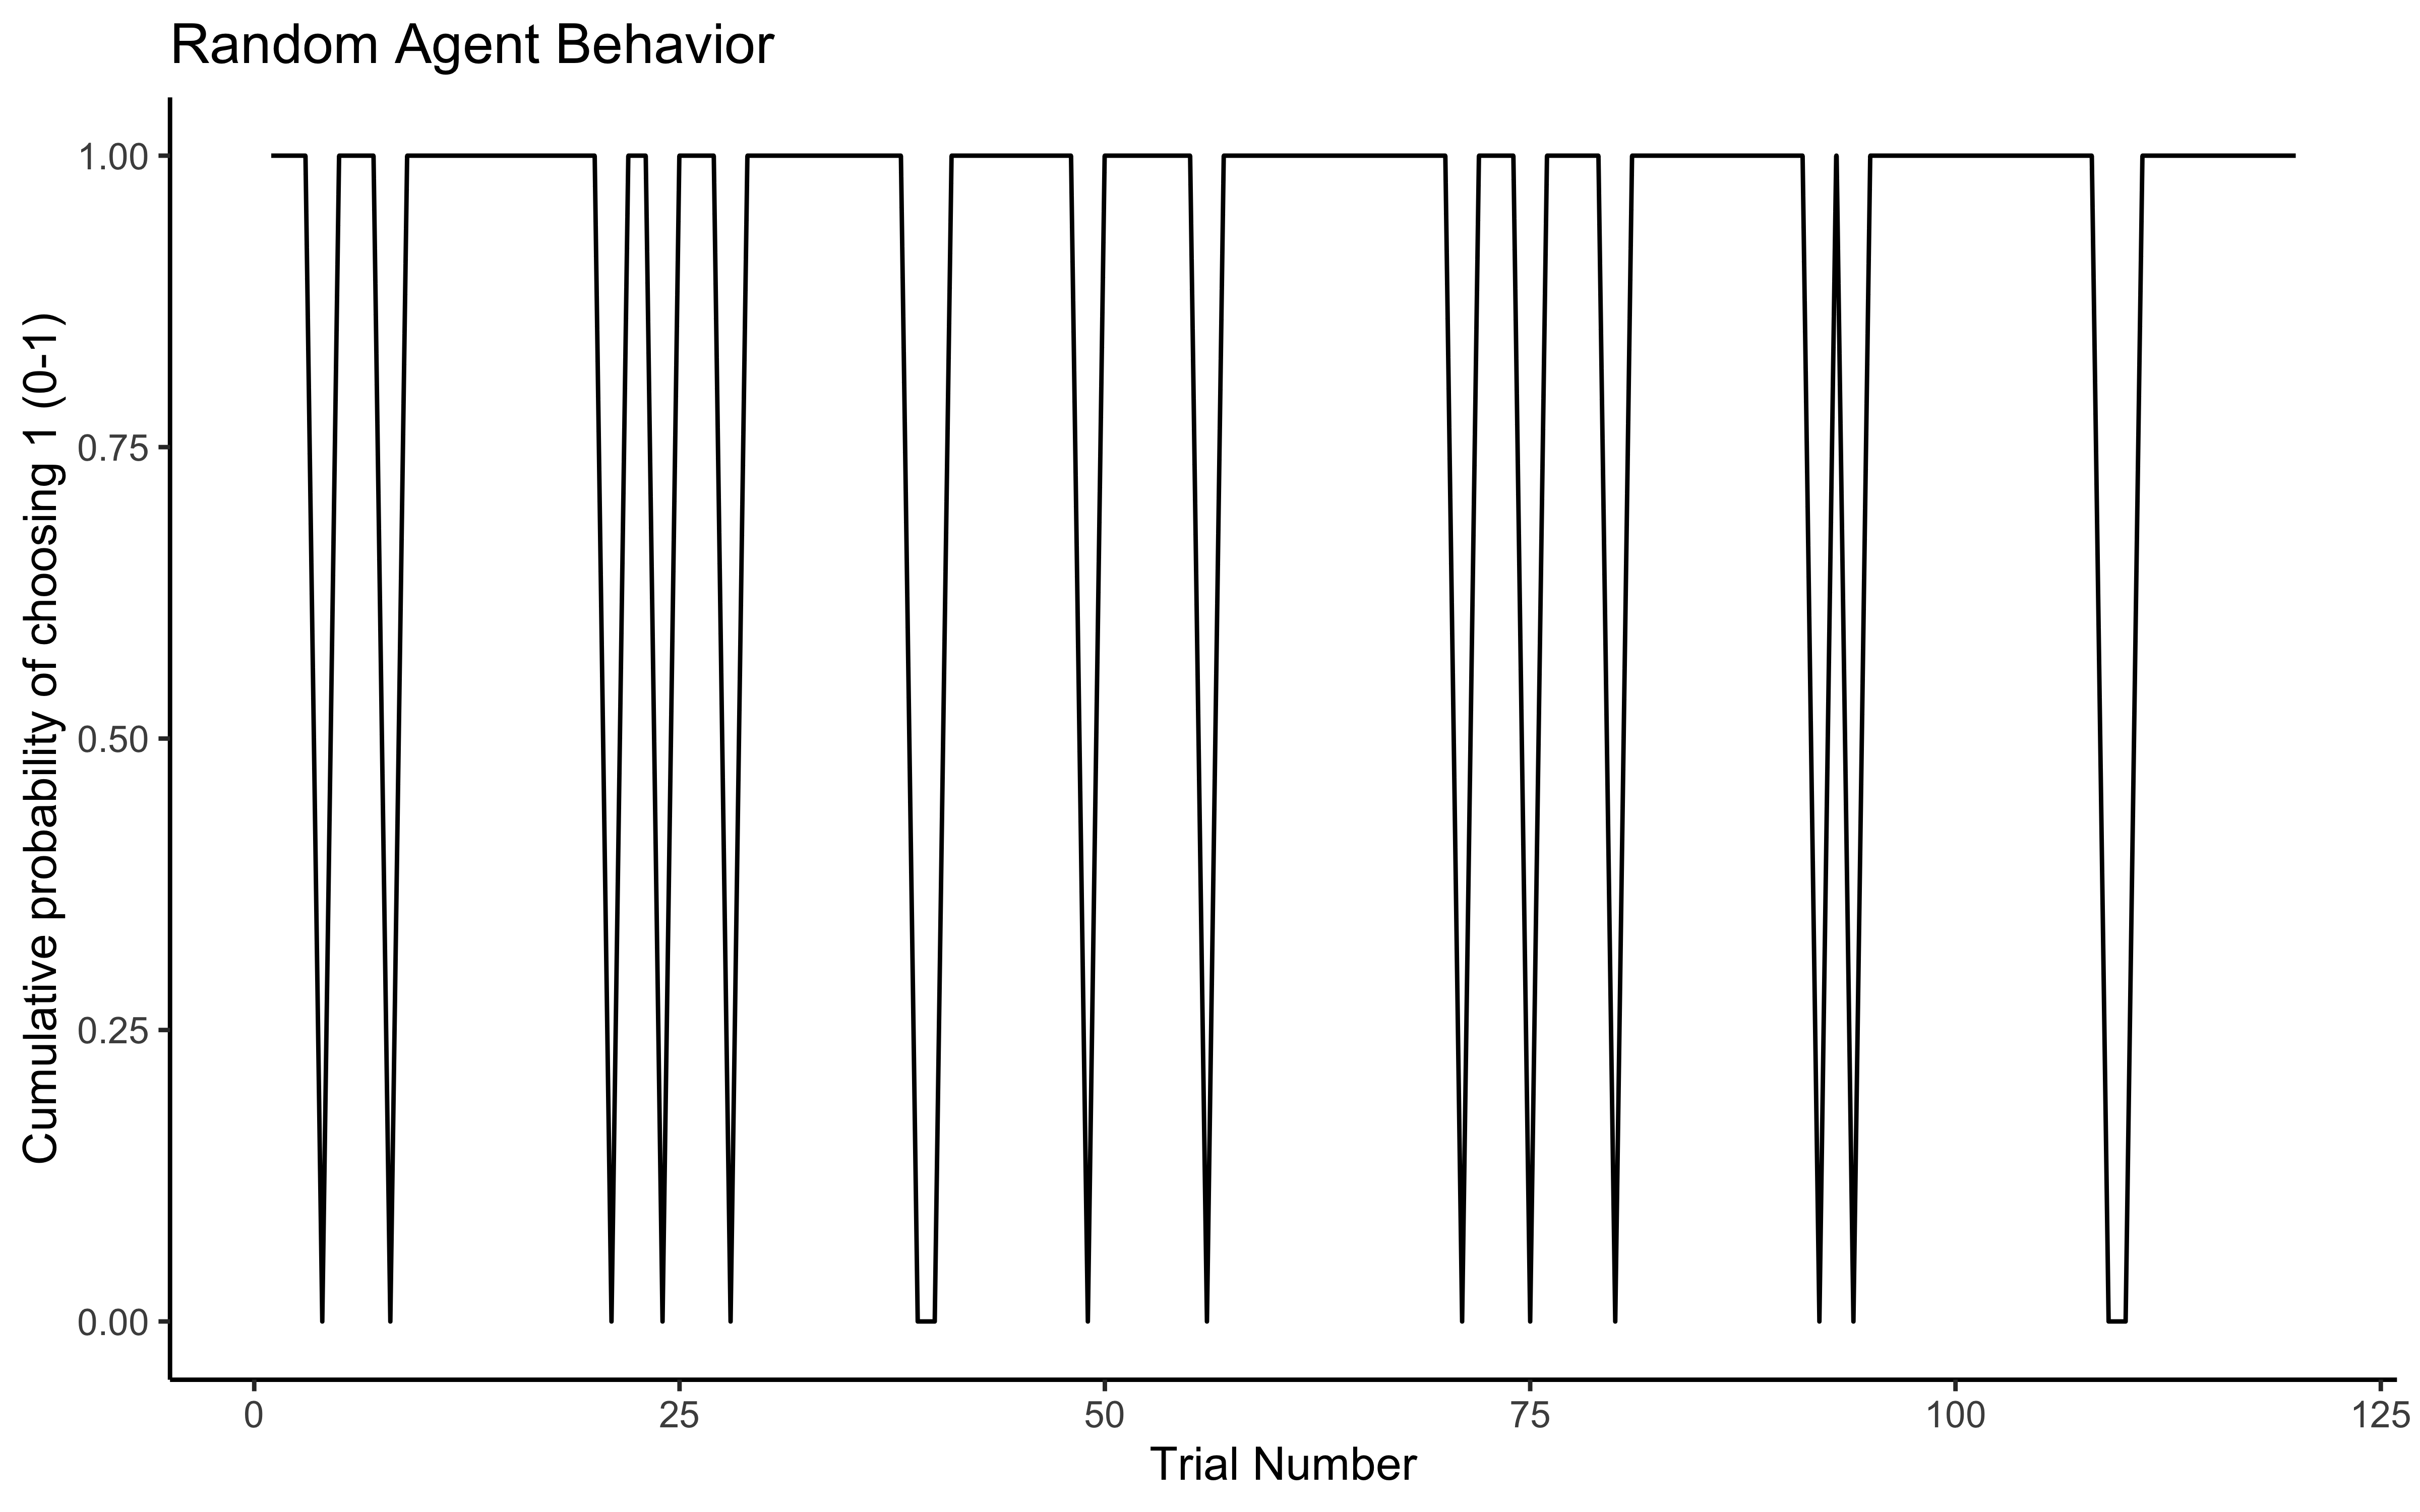 Random Agent Behavior
Cumulative probability of choosing 1 (0-1)
1.00
0.75
0.50
0.25
0.00
0 25 50 75 100 125
Trial Number